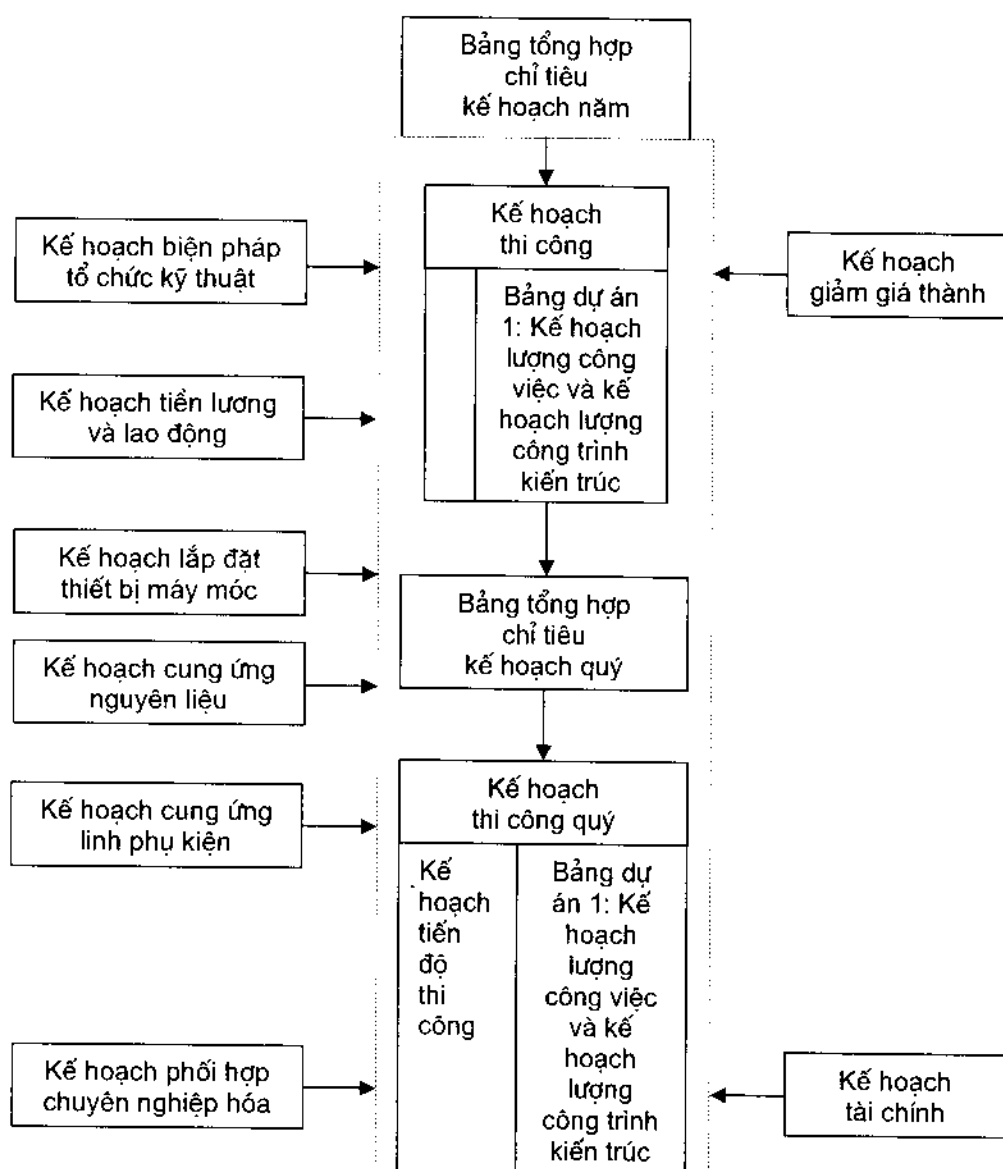 Bảng tổng hợp
chỉ tiêu
kế hoạch năm
Kế hoạch
thi công
Kế hoạch biện pháp
tổ chức kỹ thuật
Kế hoạch
giảm giá thành
Bảng dự án
1: Kế hoạch
lượng công
việc và kế
hoạch lượng
công trình
kiến trúc
Kế hoạch tiền lương
và lao động
Kế hoạch lắp đặt
thiết bị máy móc
Bảng tổng hợp
chỉ tiêu
kế hoạch quý
Kế hoạch cung ứng
nguyên liệu
Kế hoạch
thi công quý
Kế hoạch cung ứng
linh phụ kiện
Kế
hoạch
tiến
độ
thi
công
Bảng dự
án 1: Kế
hoạch
lượng
công việc
và kế
hoạch
lượng
công trình
kiến trúc
Kế hoạch phối hợp
chuyên nghiệp hóa
Kế hoạch
tài chính